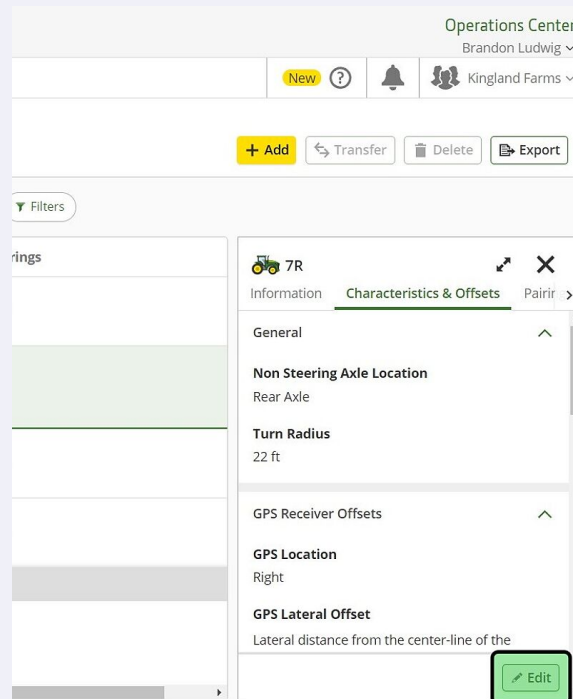 Operations Center
Brandon Ludwig
New ?
Kingland Farms
+ Add
Transfer
Delete
Export
Filters
rings
7R
Information
Characteristics & Offsets
General
Non Steering Axle Location
Rear Axle
Turn Radius
22 ft
GPS Receiver Offsets
GPS Location
Right
GPS Lateral Offset
Lateral distance from the center-line of the
Edit